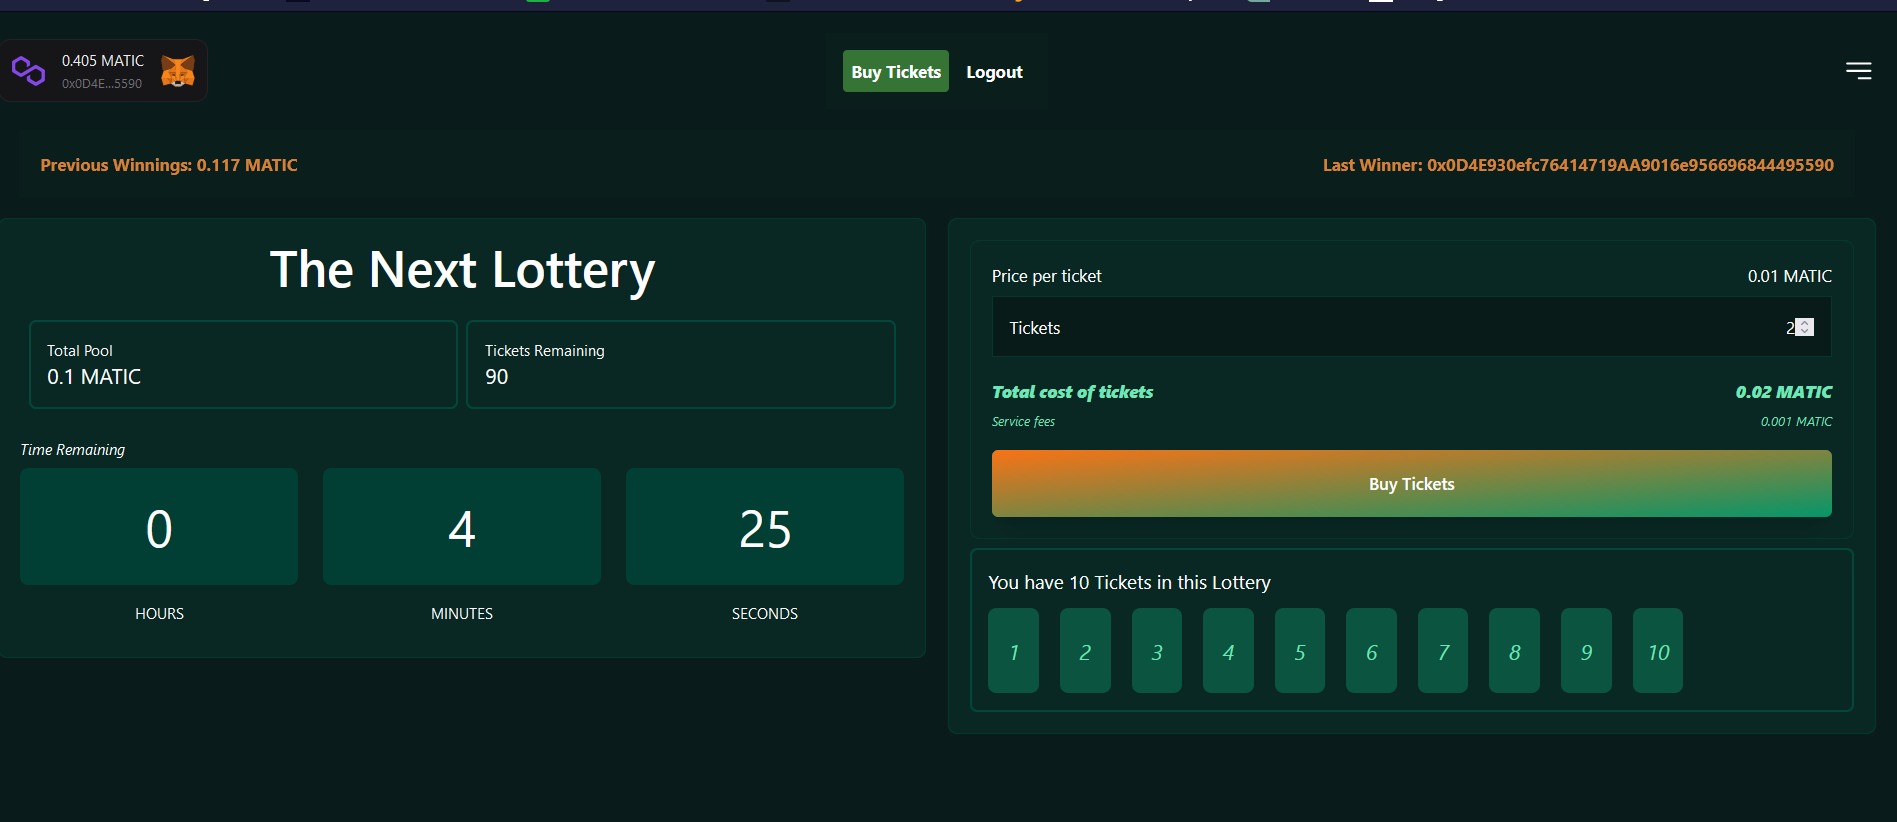 0.405 MATIC
0x0D4E...5590
Buy Tickets
Logout
Previous Winnings: 0.117 MATIC
Last Winner: 0x0D4E930efc76414719AA9016e956696844495590
The Next Lottery
Total Pool
0.1 MATIC
Tickets Remaining
90
Time Remaining
0
4
25
HOURS
MINUTES
SECONDS
Price per ticket
0.01 MATIC
Tickets
2
Total cost of tickets
0.02 MATIC
Service fees
0.001 MATIC
Buy Tickets
You have 10 Tickets in this Lottery
1
2
3
4
5
6
7
8
9
10